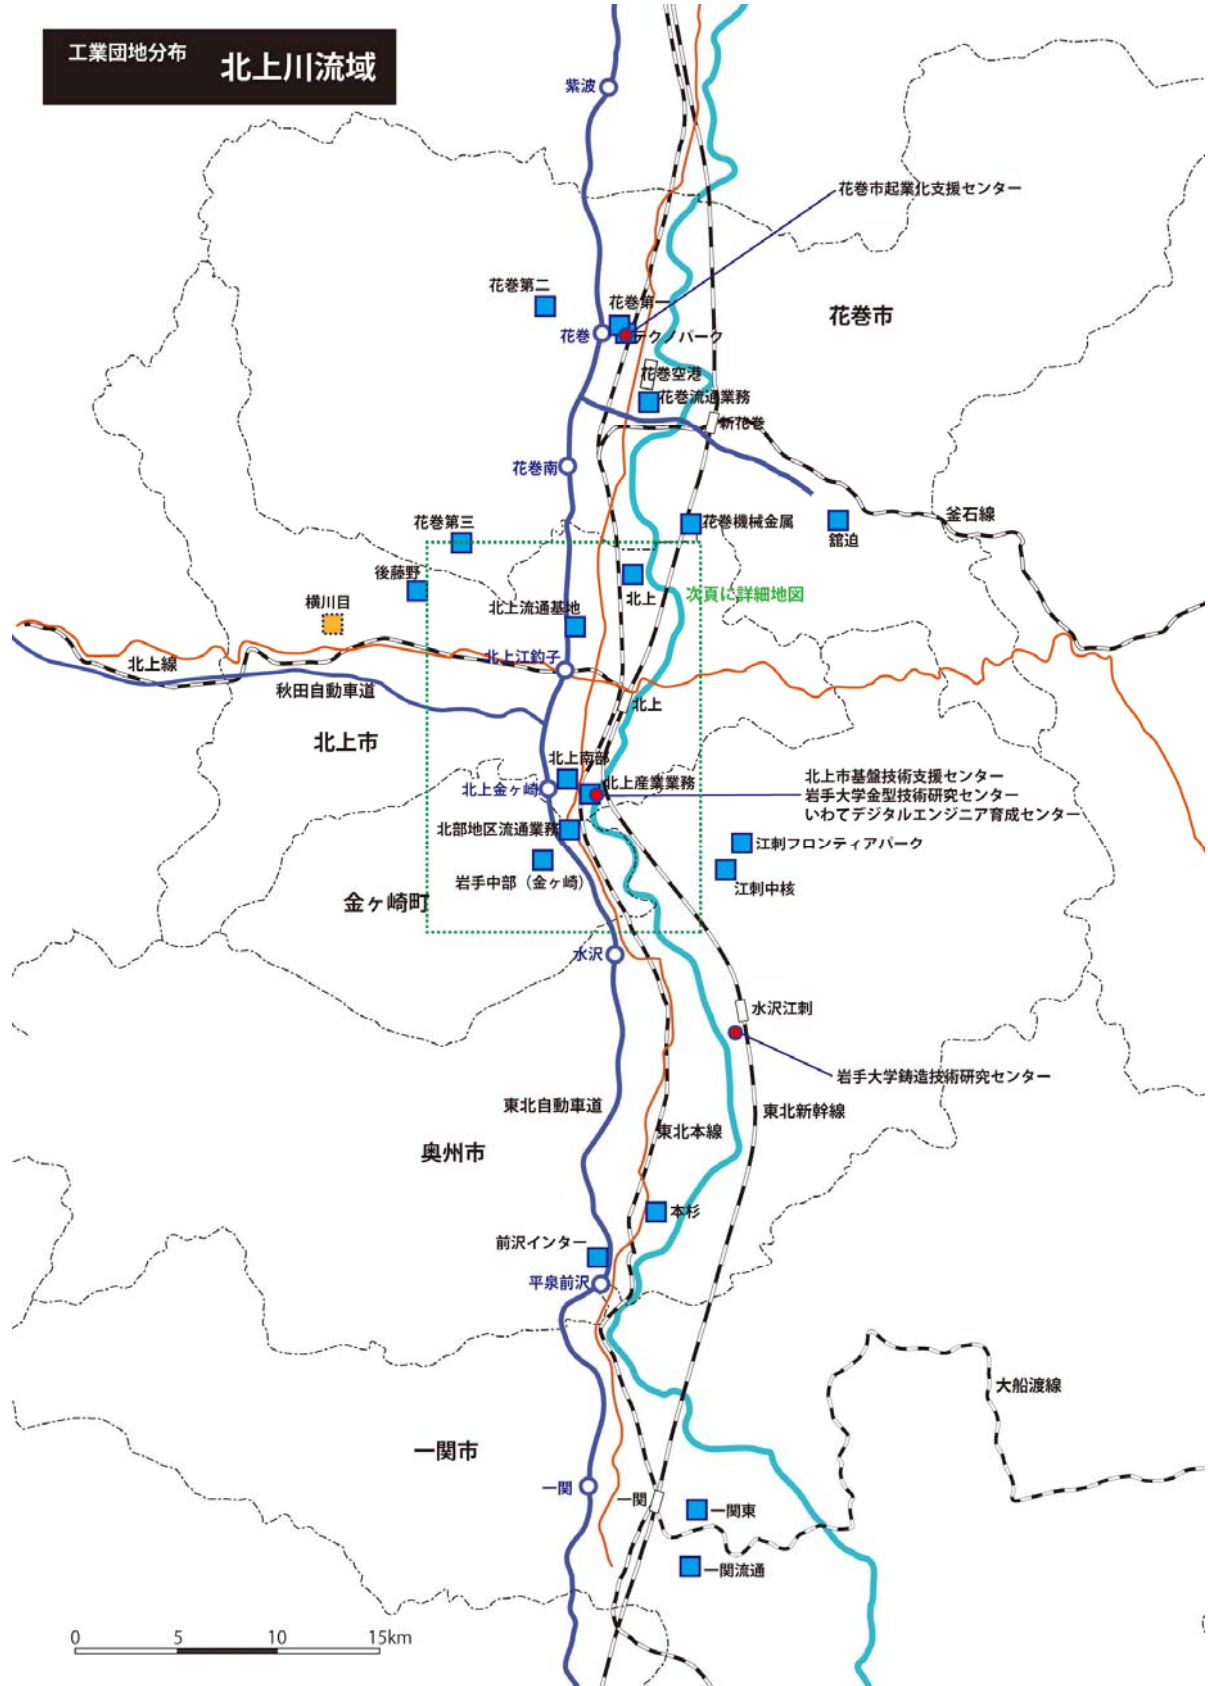 工業団地分布
北上川流域
紫波
花巻市起業化支援センター
花巻第二
花巻第一
花巻市
花巻
テクノパーク
花巻空港
花巻流通業務
新花巻
花巻南
花巻第三
花巻機械金属
舘迫
釜石線
後藤野
横川目
北上
次頁に詳細地図
北上流通基地
北上線
北上江釣子
秋田自動車道
北上
北上市
北上南部
北上金ヶ崎
北上産業業務
北上市基盤技術支援センター
岩手大学金型技術研究センター
いわてデジタルエンジニア育成センター
北部地区流通業務
江刺フロンティアパーク
岩手中部（金ヶ崎）
江刺中核
金ヶ崎町
水沢
水沢江刺
岩手大学鋳造技術研究センター
東北自動車道
東北新幹線
東北本線
奥州市
本杉
前沢インター
平泉前沢
大船渡線
一関市
一関
一関
一関東
一関流通
0 5 10 15km